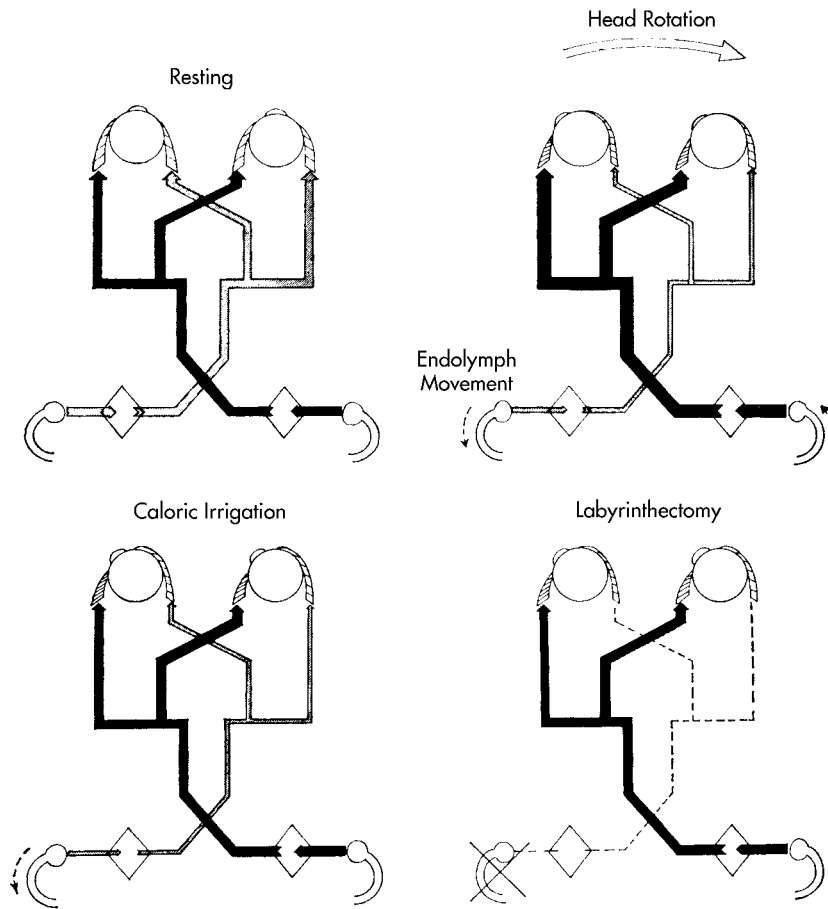 Head Rotation
Resting
Endolymph
Movement
Caloric Irrigation
Labyrinthectomy